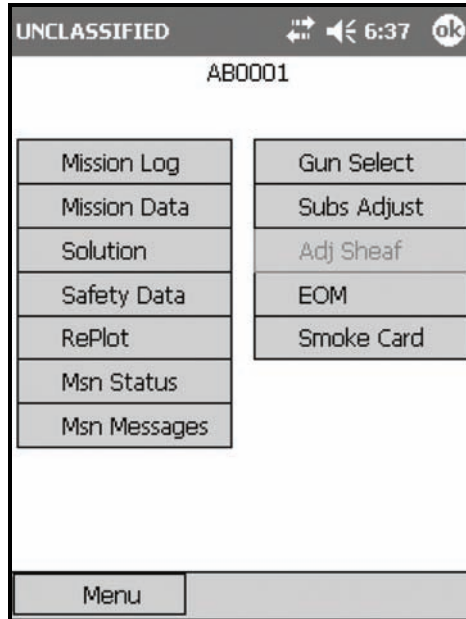 UNCLASSIFIED 6:37 ok
AB0001
Mission Log
Mission Data
Solution
Safety Data
RePlot
Msn Status
Msn Messages
Gun Select
Subs Adjust
Adj Sheaf
EOM
Smoke Card
Menu